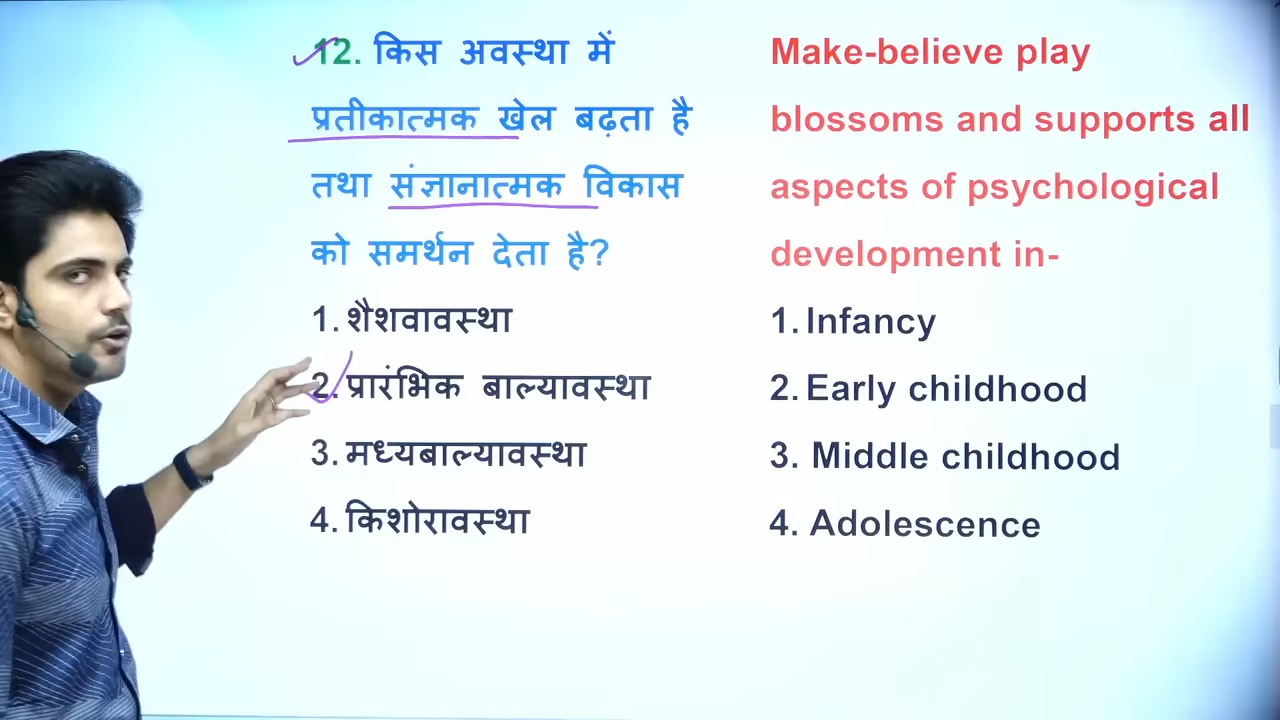 12. किस अवस्था में
प्रतीकात्मक खेल बढ़ता है
तथा संज्ञानात्मक विकास
को समर्थन देता है?
1. शैशवावस्था
2. प्रारंभिक बाल्यावस्था
3. मध्यबाल्यावस्था
4. किशोरावस्था
Make-believe play
blossoms and supports all
aspects of psychological
development in-
1. Infancy
2. Early childhood
3. Middle childhood
4. Adolescence